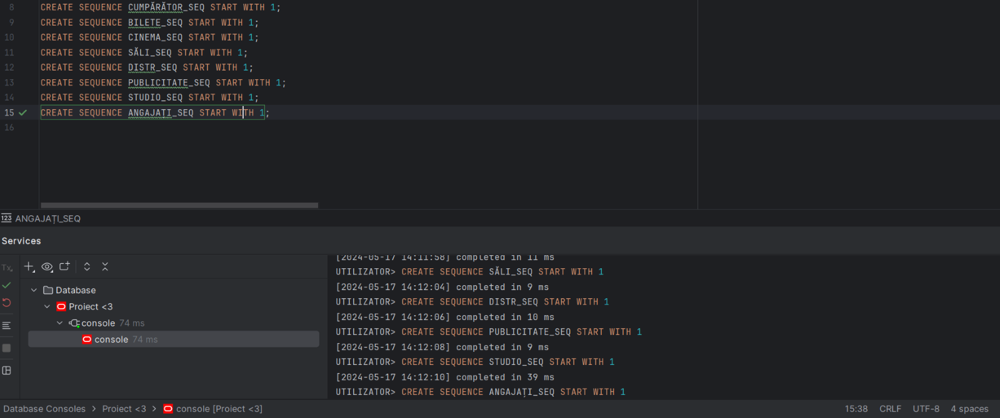 8 CREATE SEQUENCE CUMPĂRĂTOR_SEQ START WITH 1;
9 CREATE SEQUENCE BILETE_SEQ START WITH 1;
10 CREATE SEQUENCE CINEMA_SEQ START WITH 1;
11 CREATE SEQUENCE SĂLI_SEQ START WITH 1;
12 CREATE SEQUENCE DISTR_SEQ START WITH 1;
13 CREATE SEQUENCE PUBLICITATE_SEQ START WITH 1;
14 CREATE SEQUENCE STUDIO_SEQ START WITH 1;
15 CREATE SEQUENCE ANGAJAȚI_SEQ START WITH 1;
16
123 ANGAJAȚI_SEQ
Services
Tx
Database
Proiect <3
console 74 ms
console 74 ms
[2024-05-17 14:11:58] completed in 11 ms
UTILIZATOR> CREATE SEQUENCE SĂLI_SEQ START WITH 1
[2024-05-17 14:12:04] completed in 9 ms
UTILIZATOR> CREATE SEQUENCE DISTR_SEQ START WITH 1
[2024-05-17 14:12:06] completed in 10 ms
UTILIZATOR> CREATE SEQUENCE PUBLICITATE_SEQ START WITH 1
[2024-05-17 14:12:08] completed in 9 ms
UTILIZATOR> CREATE SEQUENCE STUDIO_SEQ START WITH 1
[2024-05-17 14:12:10] completed in 39 ms
UTILIZATOR> CREATE SEQUENCE ANGAJAȚI_SEQ START WITH 1
Database Consoles > Proiect <3 > console [Proiect <3]
15:38 CRLF UTF-8 4 spaces